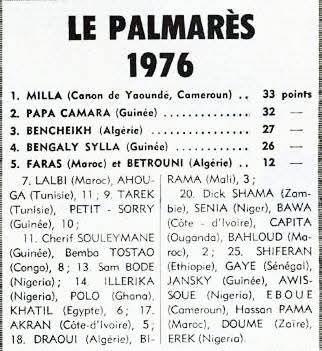 LE PALMARÈS
1976
1. MILLA (Canon de Yaoundé, Cameroun) .. 33 points
2. PAPA CAMARA (Guinée) ........... 32 —
3. BENCHEIKH (Algérie) ............ 27 —
4. BENGALY SYLLA (Guinée) ......... 26 —
5. FARAS (Maroc) et BETROUNI (Algérie) .. 12 —
7. LALBI (Maroc), AHOU-
GA (Tunisie), 11 ; 9. TAREK
(Tunisie), PETIT - SORRY
(Guinée), 10 ;
11. Cherif SOULEYMANE
(Guinée), Bemba TOSTAO
(Congo), 8 ; 13. Sam BODE
(Nigeria) ; 14 ILLERIKA
(Nigeria), POLO (Ghana),
KHATIL (Egypte), 6 ; 17.
AKRAN (Côte-d'Ivoire), 5 ;
18. DRAOUI (Algérie), BI-
RAMA (Mali), 3 ;
20. Dick SHAMA (Zam-
bie), SENIA (Niger), BAWA
(Côte - d'Ivoire), CAPITA
(Ouganda), BAHLOUD (Ma-
roc), 2 ; 25. SHIFERAN
(Ethiopie), GAYE (Sénégal),
JANSKY (Guinée), AWIS-
SOUE (Nigeria), EBOUE
(Cameroun), Hassan PAMA
(Maroc), DOUME (Zaïre),
EREK (Nigeria).